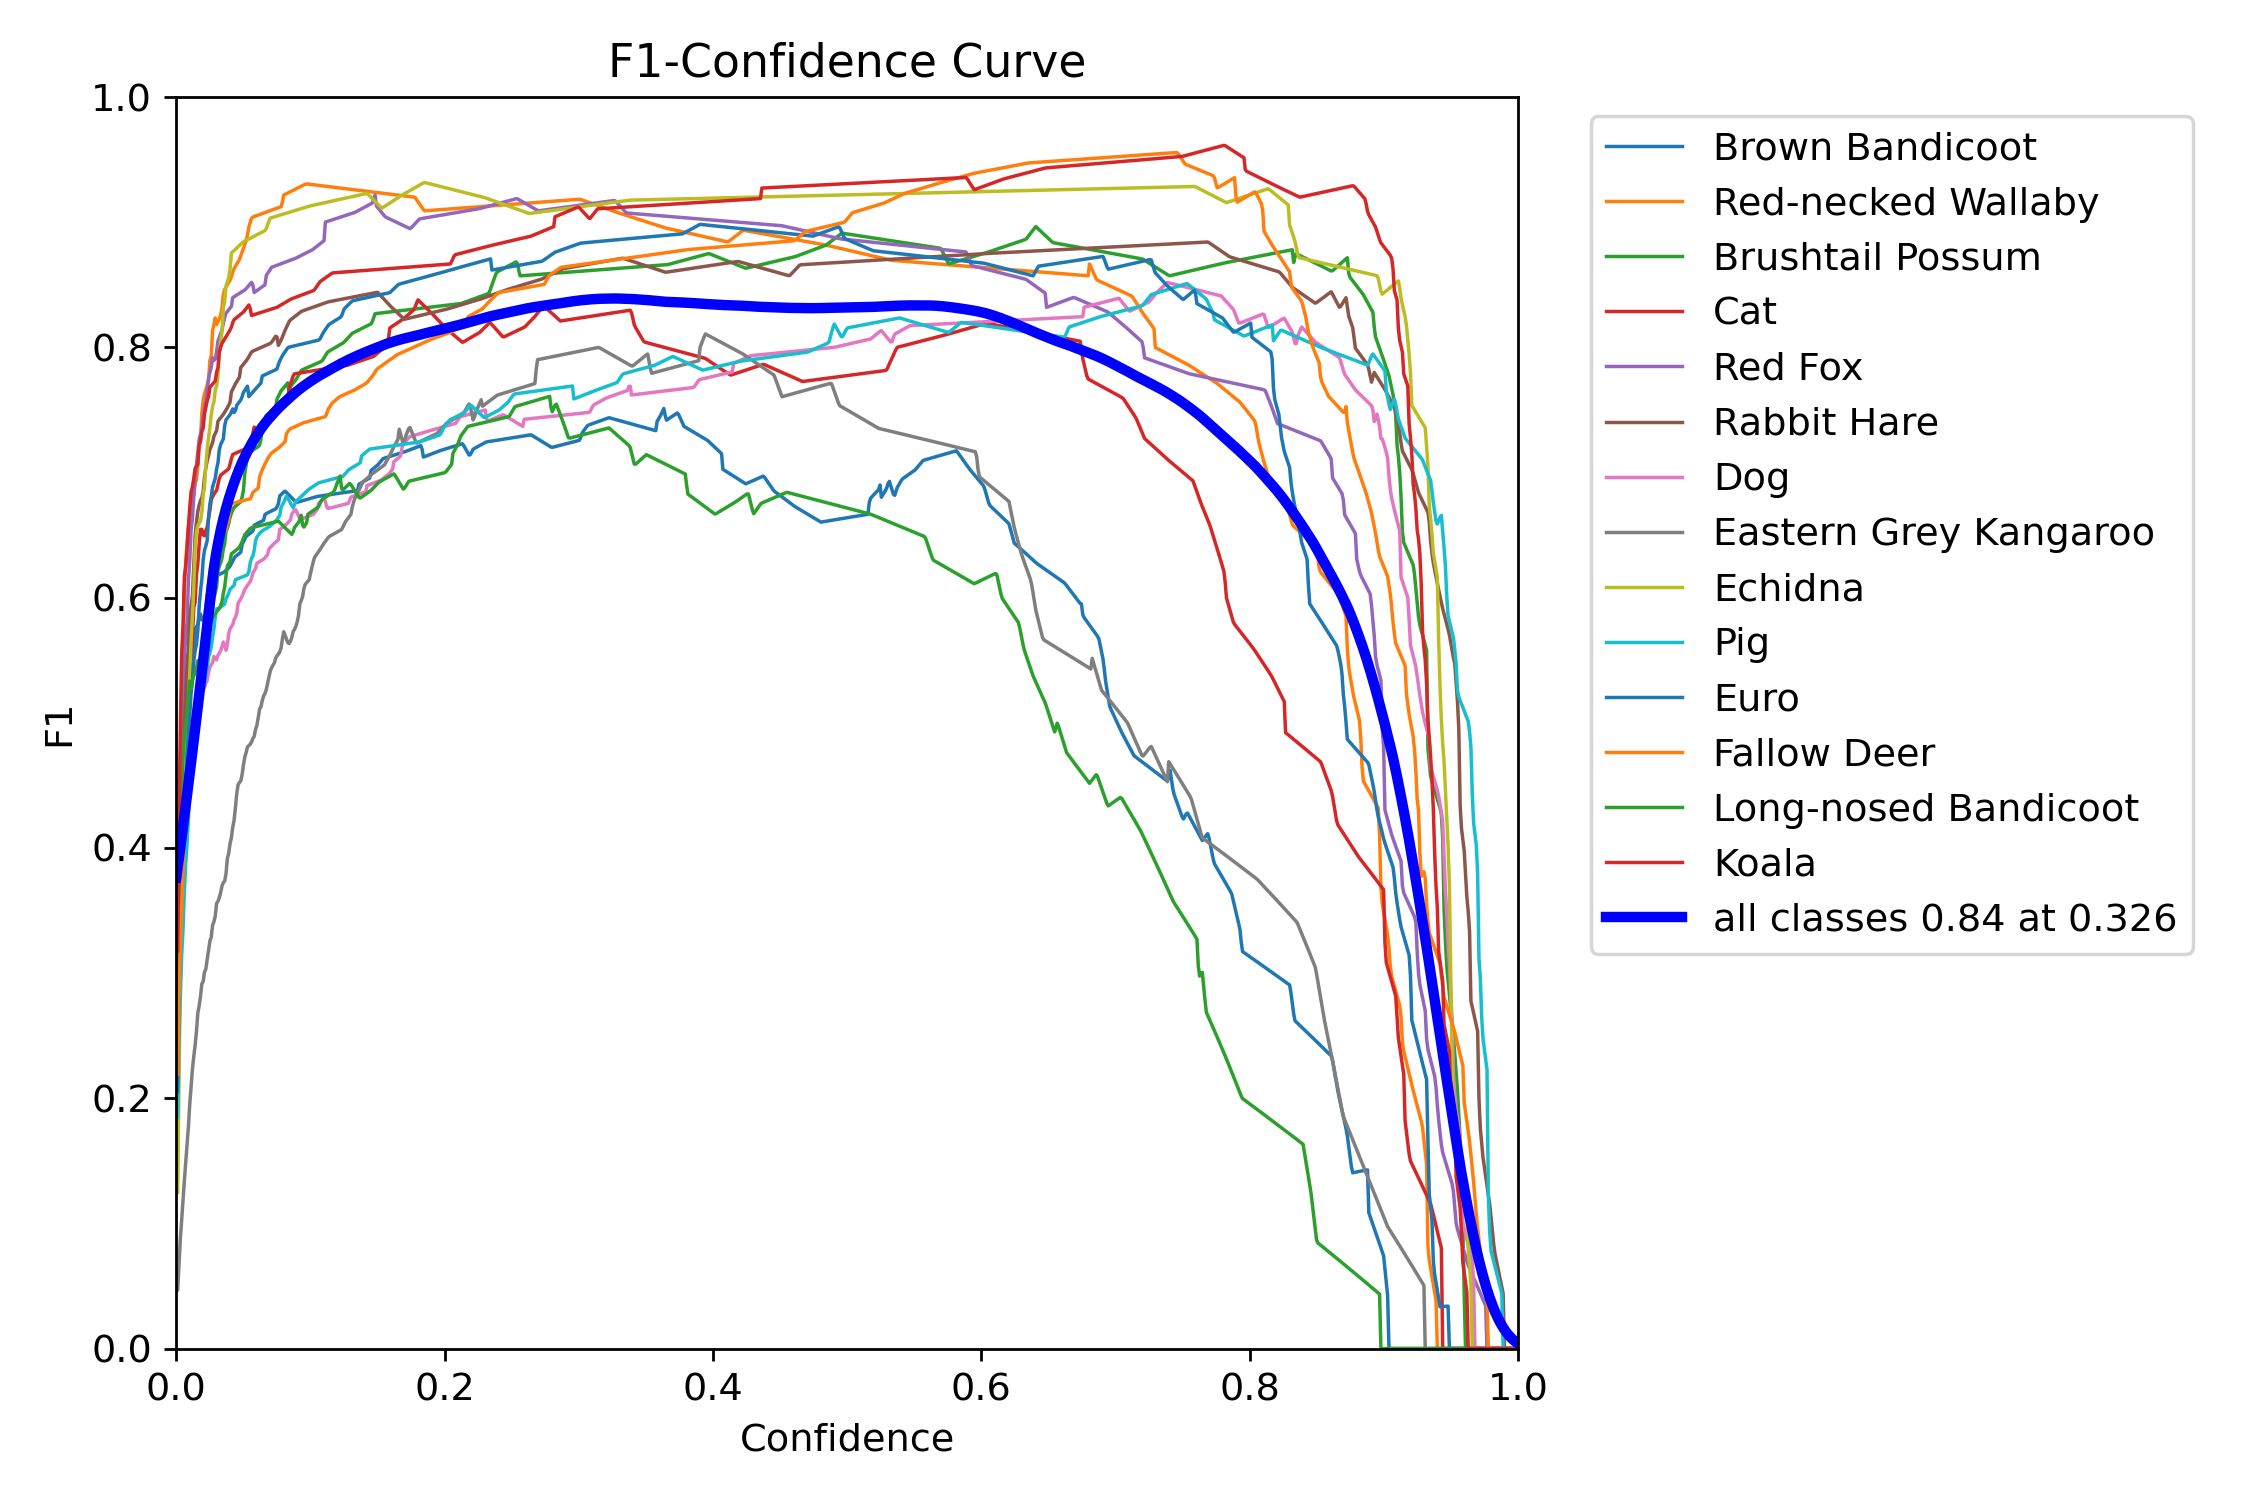 F1-Confidence Curve
1.0
0.8
0.6
0.4
0.2
0.0
F1
0.0 0.2 0.4 0.6 0.8 1.0
Confidence
Brown Bandicoot
Red-necked Wallaby
Brushtail Possum
Cat
Red Fox
Rabbit Hare
Dog
Eastern Grey Kangaroo
Echidna
Pig
Euro
Fallow Deer
Long-nosed Bandicoot
Koala
all classes 0.84 at 0.326